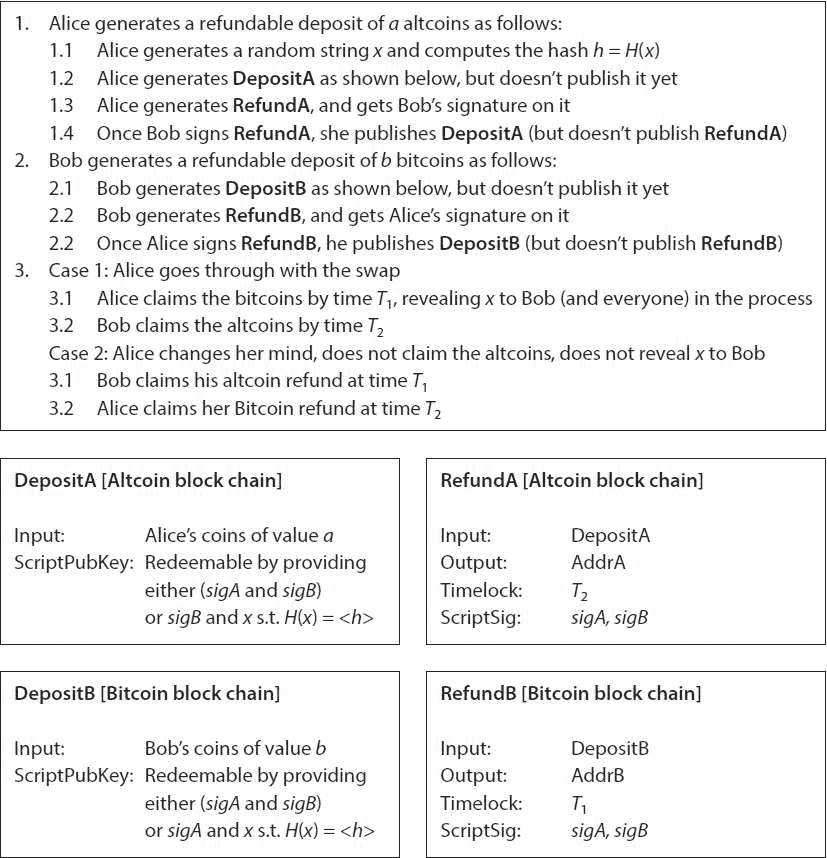 1. Alice generates a refundable deposit of a altcoins as follows:
1.1 Alice generates a random string x and computes the hash h = H(x)
1.2 Alice generates DepositA as shown below, but doesn’t publish it yet
1.3 Alice generates RefundA, and gets Bob’s signature on it
1.4 Once Bob signs RefundA, she publishes DepositA (but doesn’t publish RefundA)
2. Bob generates a refundable deposit of b bitcoins as follows:
2.1 Bob generates DepositB as shown below, but doesn’t publish it yet
2.2 Bob generates RefundB, and gets Alice’s signature on it
2.2 Once Alice signs RefundB, he publishes DepositB (but doesn’t publish RefundB)
3. Case 1: Alice goes through with the swap
3.1 Alice claims the bitcoins by time T1, revealing x to Bob (and everyone) in the process
3.2 Bob claims the altcoins by time T2
Case 2: Alice changes her mind, does not claim the altcoins, does not reveal x to Bob
3.1 Bob claims his altcoin refund at time T1
3.2 Alice claims her Bitcoin refund at time T2
DepositA [Altcoin block chain]
Input: Alice’s coins of value a
ScriptPubKey: Redeemable by providing
either (sigA and sigB)
or sigB and x s.t. H(x) = <h>
RefundA [Altcoin block chain]
Input: DepositA
Output: AddrA
Timelock: T2
ScriptSig: sigA, sigB
DepositB [Bitcoin block chain]
Input: Bob’s coins of value b
ScriptPubKey: Redeemable by providing
either (sigA and sigB)
or sigA and x s.t. H(x) = <h>
RefundB [Bitcoin block chain]
Input: DepositB
Output: AddrB
Timelock: T1
ScriptSig: sigA, sigB